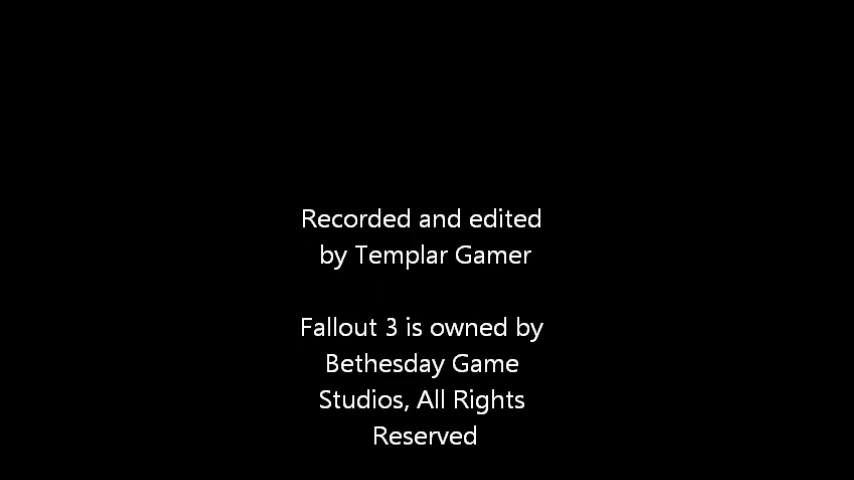 Recorded and edited
by Templar Gamer
Fallout 3 is owned by
Bethesday Game
Studios, All Rights
Reserved